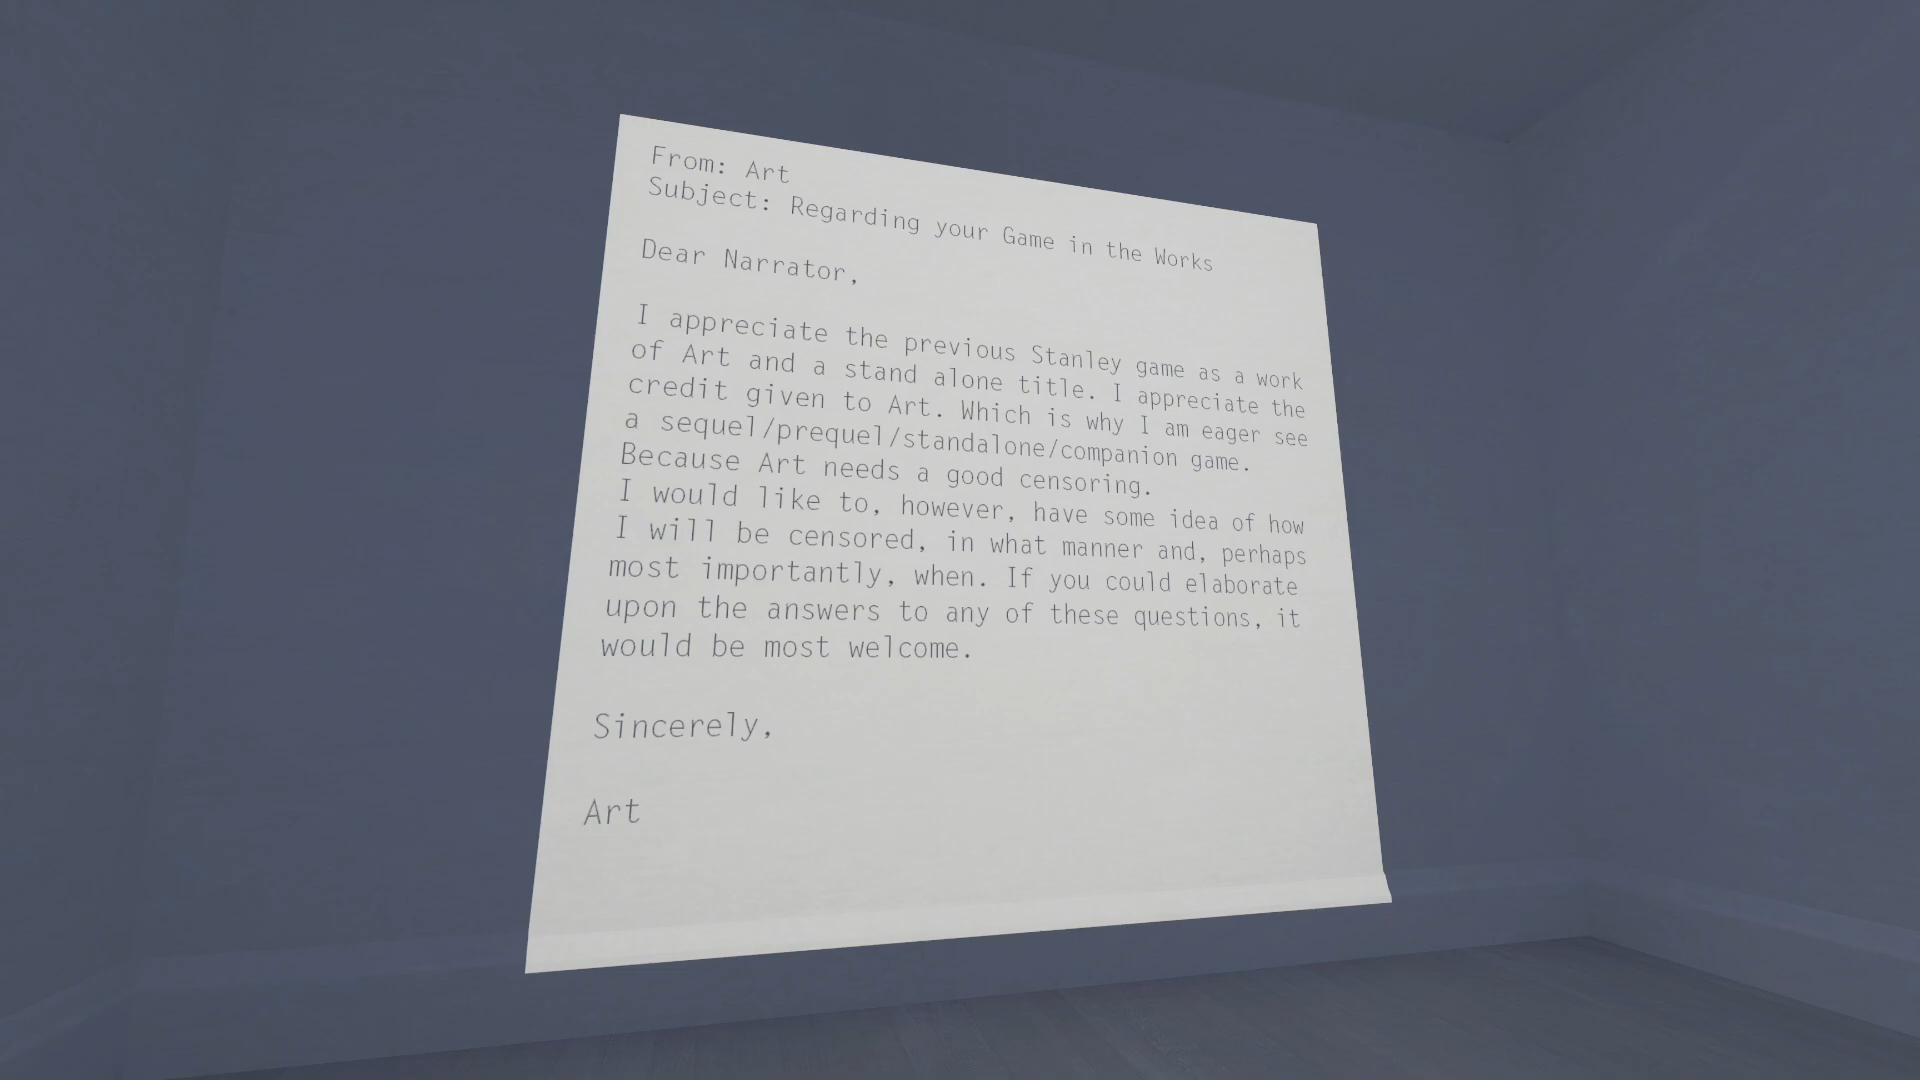 From: Art
Subject: Regarding your Game in the Works
Dear Narrator,
I appreciate the previous Stanley game as a work
of Art and a stand alone title. I appreciate the
credit given to Art. Which is why I am eager see
a sequel/prequel/standalone/companion game.
Because Art needs a good censoring.
I would like to, however, have some idea of how
I will be censored, in what manner and, perhaps
most importantly, when. If you could elaborate
upon the answers to any of these questions, it
would be most welcome.
Sincerely,
Art